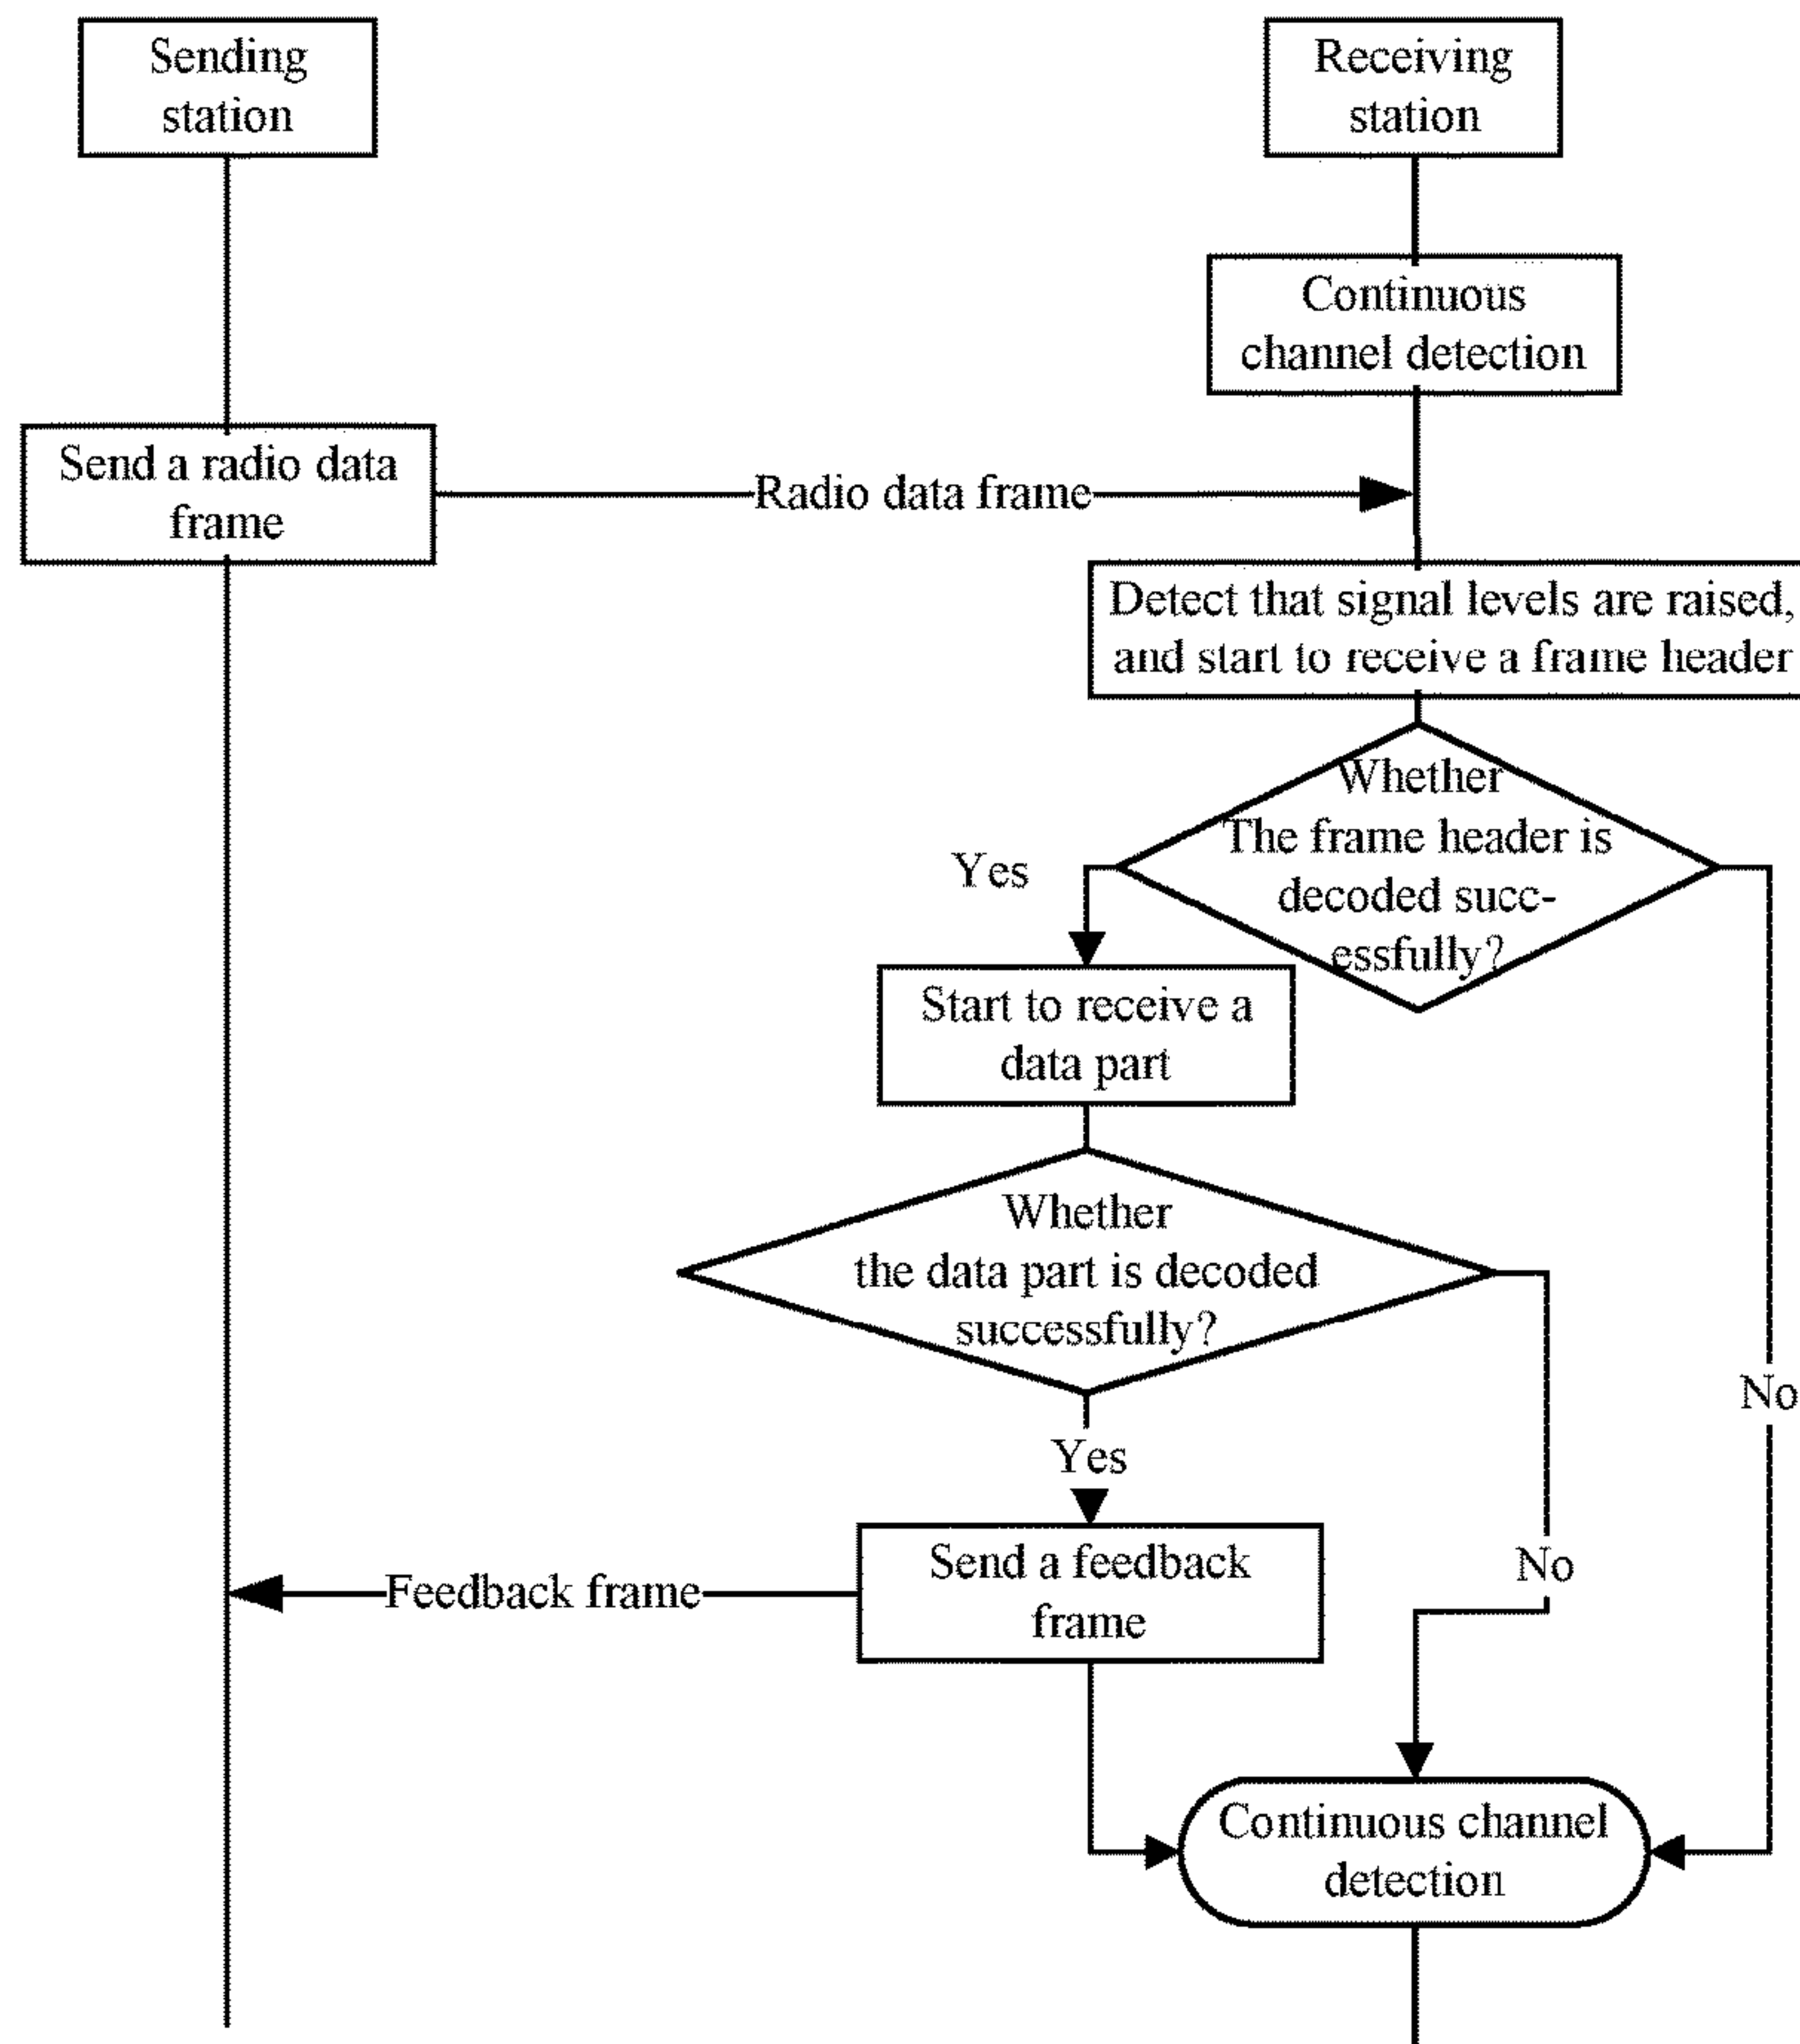 Sending
station
Receiving
station
Continuous
channel detection
Send a radio data
frame
Radio data frame
Detect that signal levels are raised,
and start to receive a frame header
Whether
The frame header is
decoded succ-
essfully?
Yes
Start to receive a
data part
Whether
the data part is decoded
successfully?
No
Yes
Send a feedback
frame
No
Feedback frame
Continuous channel
detection